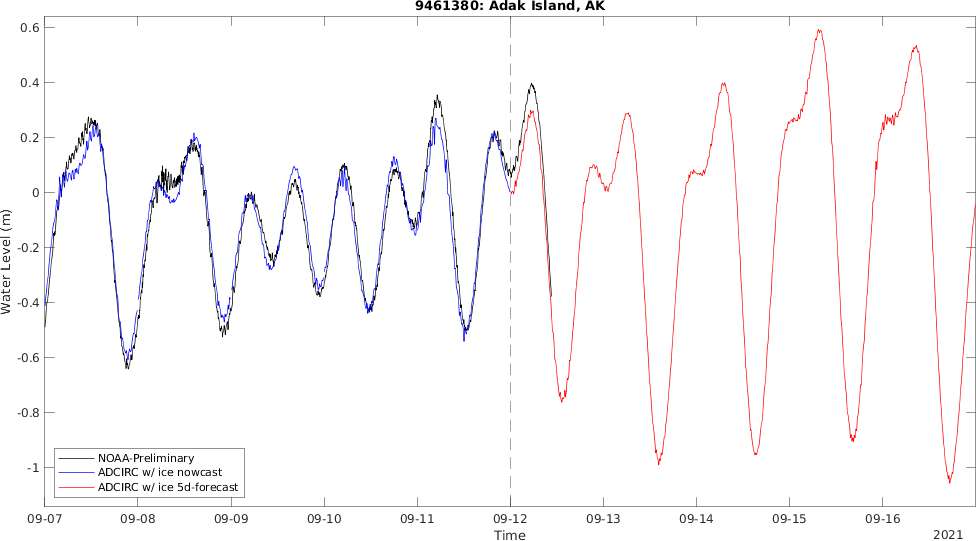 9461380: Adak Island, AK
0.6
0.4
0.2
0
-0.2
-0.4
-0.6
-0.8
-1
Water Level (m)
NOAA-Preliminary
ADCIRC w/ ice nowcast
ADCIRC w/ ice 5d-forecast
09-07 09-08 09-09 09-10 09-11 09-12 09-13 09-14 09-15 09-16
Time
2021